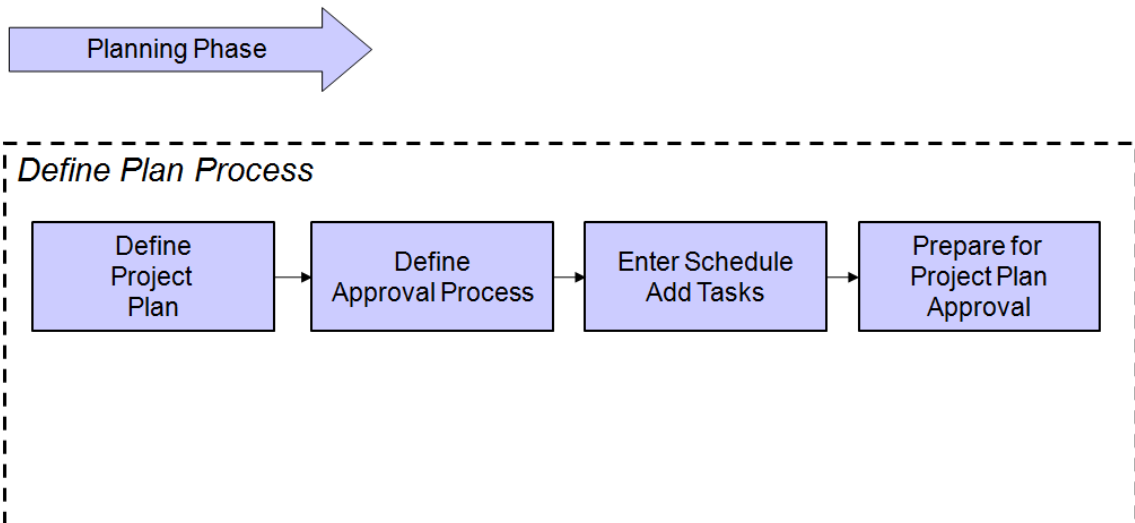 Planning Phase
Define Plan Process
Define
Project
Plan
Define
Approval Process
Enter Schedule
Add Tasks
Prepare for
Project Plan
Approval